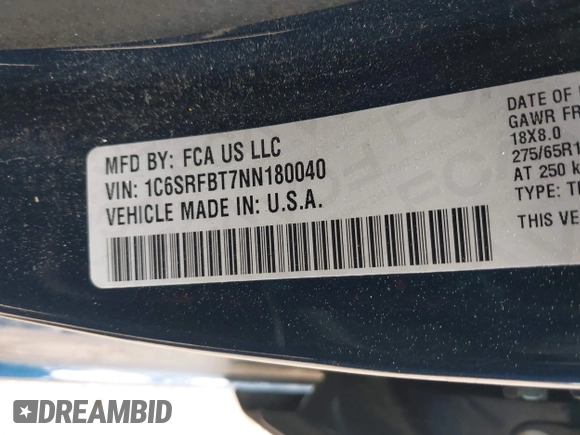 MFD BY: FCA US LLC
VIN: 1C6SRFBT7NN180040
VEHICLE MADE IN: U.S.A.
DATE OF
GAWR FR
18X8.0
275/65R1
AT 250 k
TYPE: T
THIS VE
DREAMBID